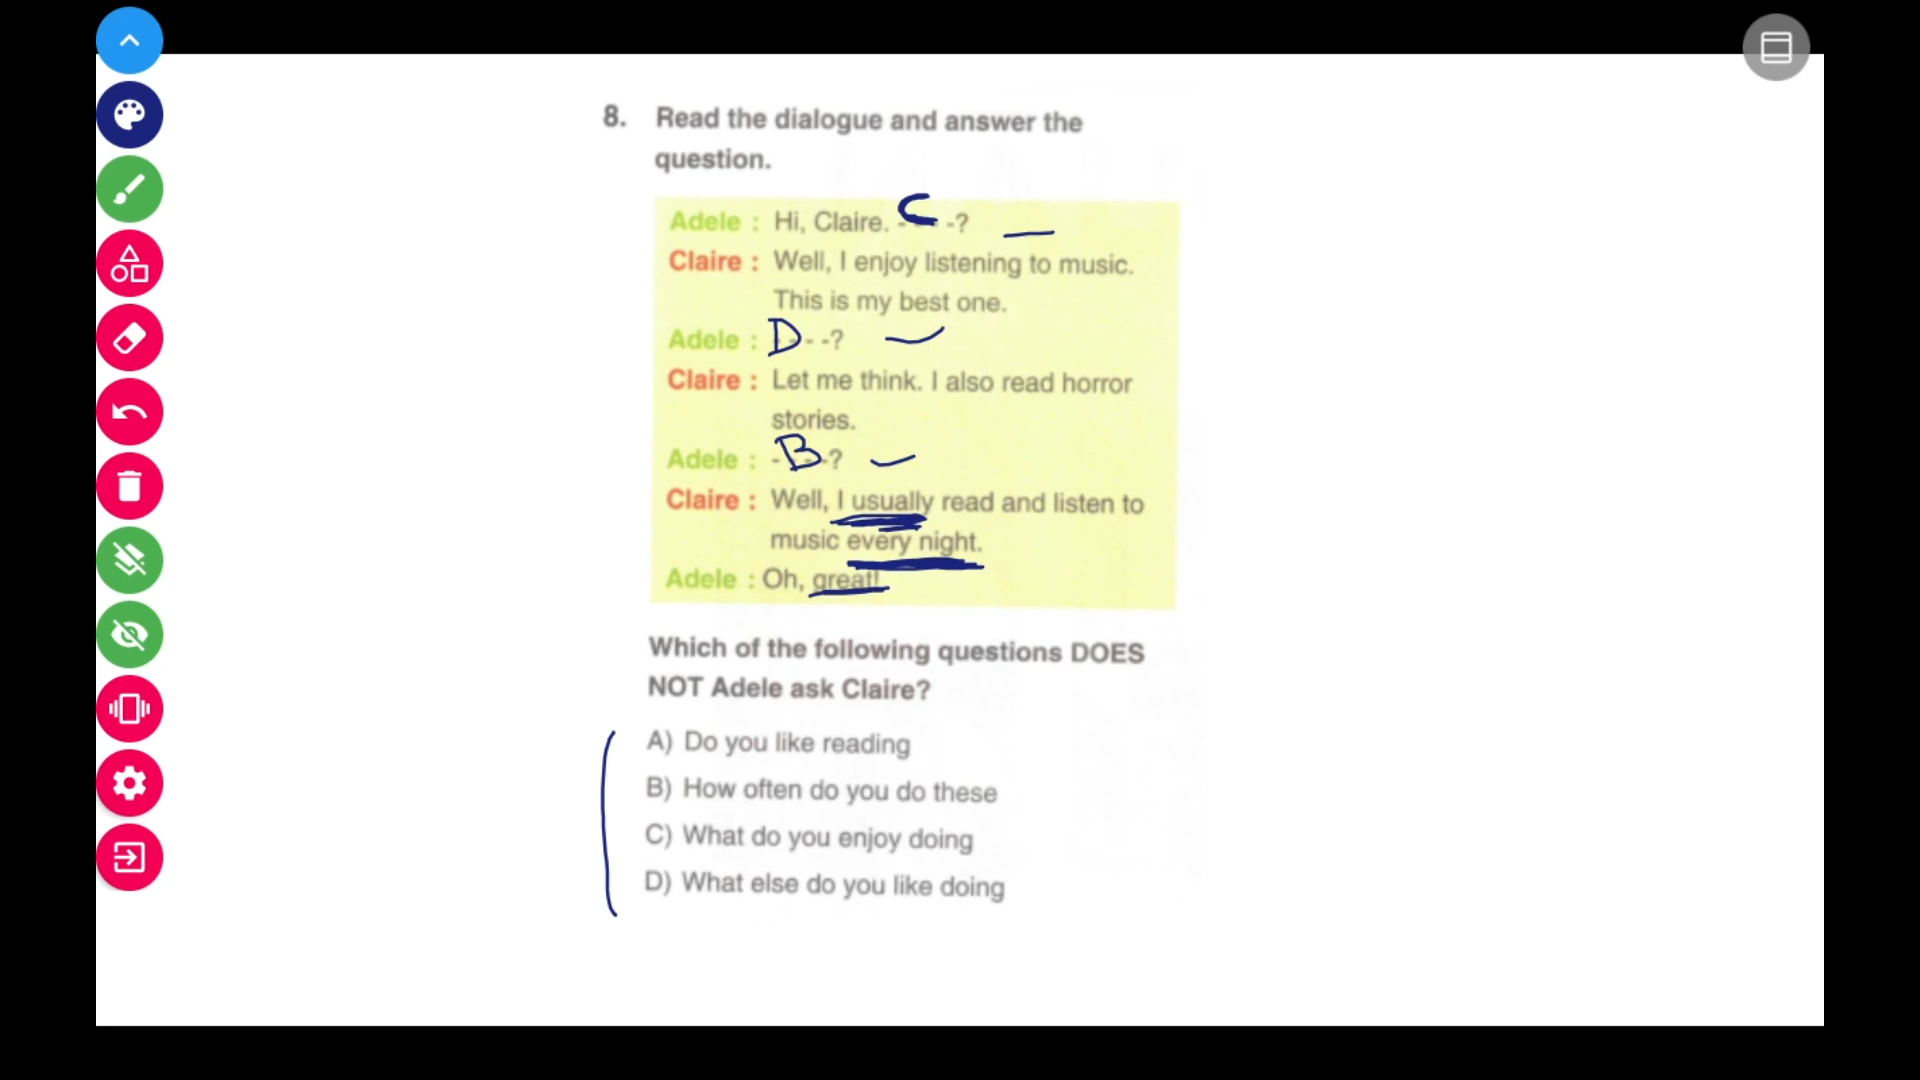 8. Read the dialogue and answer the
question.
Adele : Hi, Claire. - C - -?
Claire : Well, I enjoy listening to music.
This is my best one.
Adele : D - - -?
Claire : Let me think. I also read horror
stories.
Adele : - B - -?
Claire : Well, I usually read and listen to
music every night.
Adele : Oh, great!
Which of the following questions DOES
NOT Adele ask Claire?
A) Do you like reading
B) How often do you do these
C) What do you enjoy doing
D) What else do you like doing